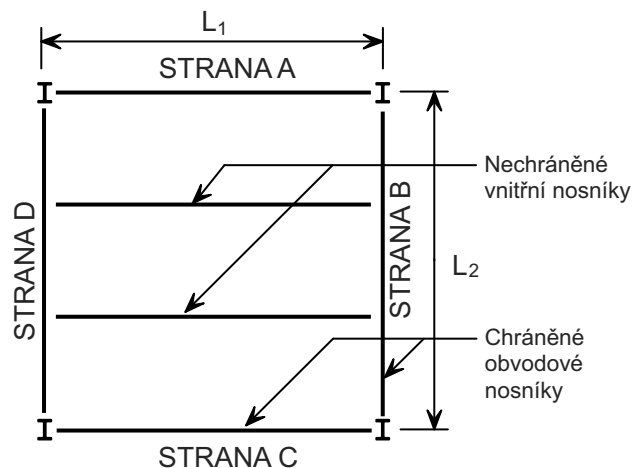 L1
STRANA A
Nechráněné
vnitřní nosníky
STRANA D
STRANA B
L2
Chráněné
obvodové
nosníky
STRANA C